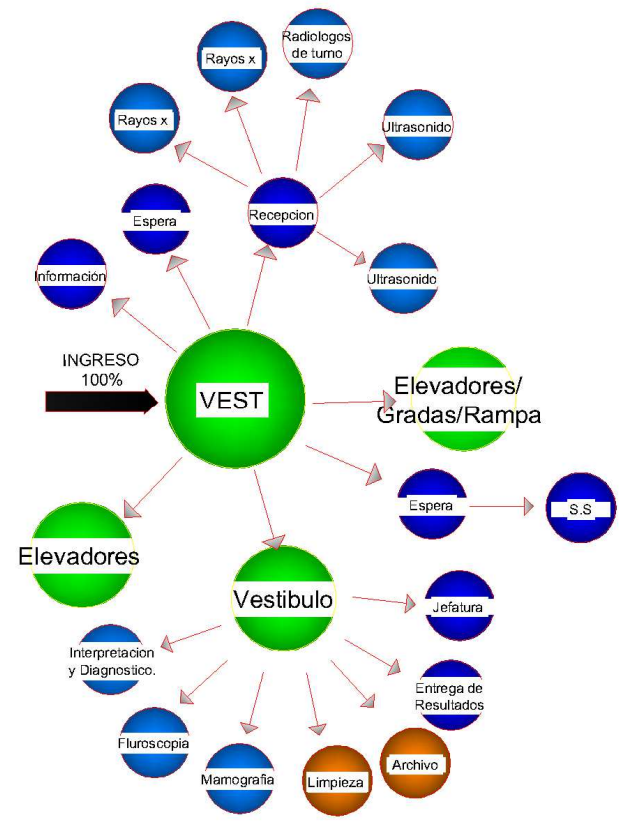 Radiologos
de turno
Rayos x
Rayos x
Ultrasonido
Espera
Recepcion
Información
Ultrasonido
INGRESO
100%
VEST
Elevadores/
Gradas/Rampa
Espera
S.S
Elevadores
Vestibulo
Jefatura
Interpretacion
y Diagnostico.
Entrega de
Resultados
Fluroscopia
Mamografia
Limpieza
Archivo